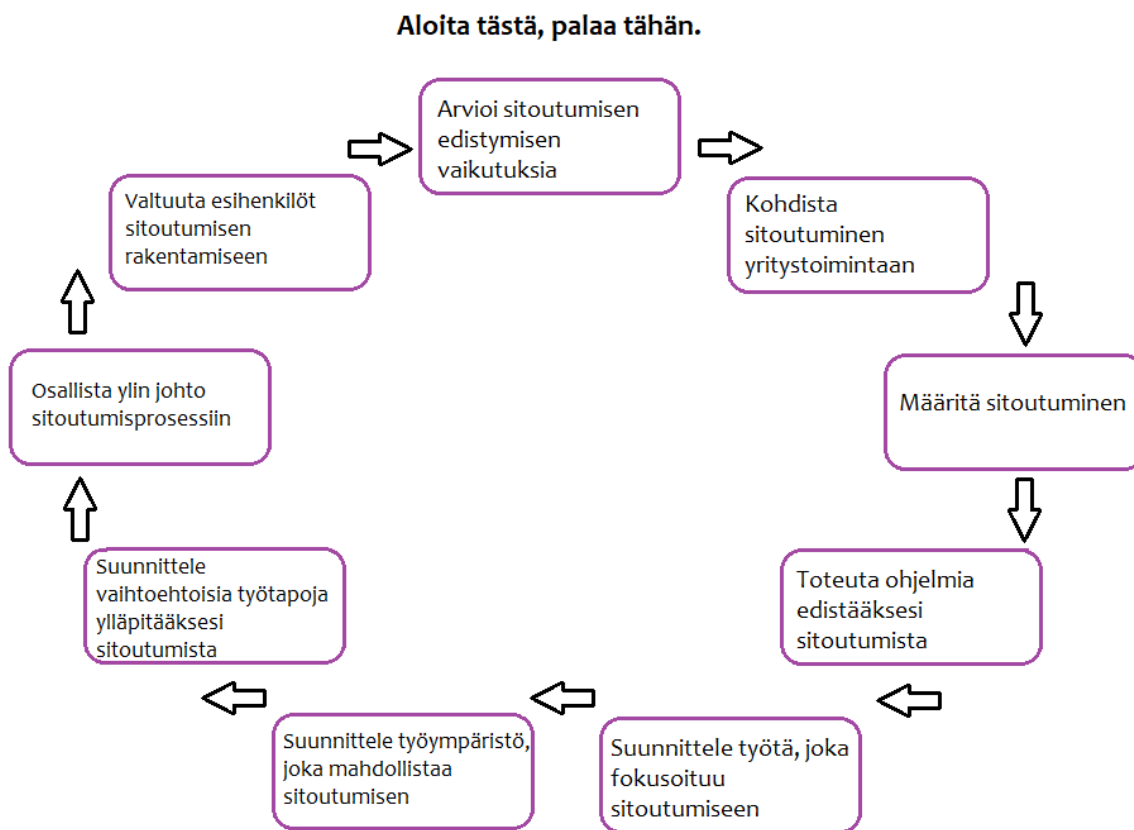 Aloita tästä, palaa tähän.
Arvioi sitoutumisen
edistymisen
vaikutuksia
Kohdista
sitoutuminen
yritystoimintaan
Määritä sitoutuminen
Toteuta ohjelmia
edistääksesi
sitoutumista
Suunnittele työtä, joka
fokusoituu
sitoutumiseen
Suunnittele työympäristö,
joka mahdollistaa
sitoutumisen
Suunnittele
vaihtoehtoisia työtapoja
ylläpitääksesi
sitoutumista
Osallista ylin johto
sitoutumisprosessiin
Valtuuta esihenkilöt
sitoutumisen
rakentamiseen